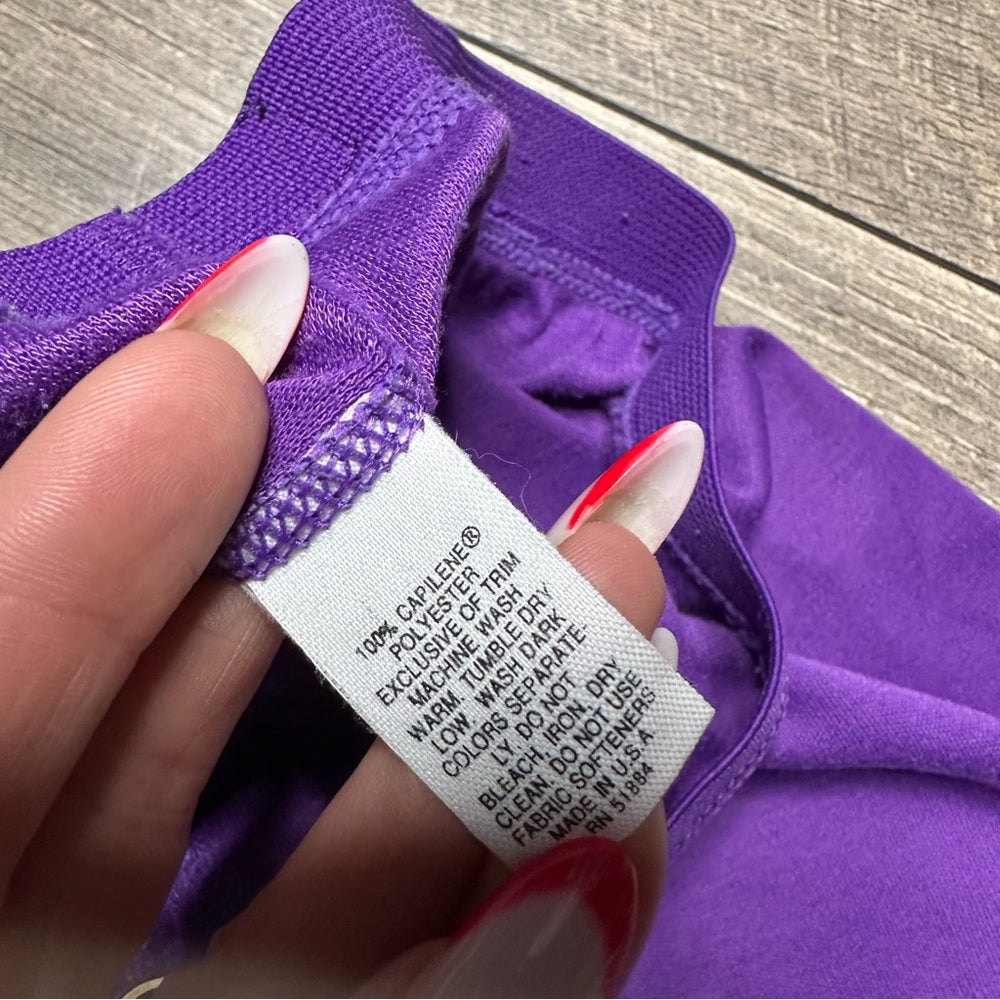 100% CAPILENE®
POLYESTER
EXCLUSIVE OF TRIM
MACHINE WASH
WARM. TUMBLE DRY
LOW. WASH DARK
COLORS SEPARATE-
LY. DO NOT
BLEACH, IRON, DRY
CLEAN. DO NOT USE
FABRIC SOFTENERS
MADE IN U.S.A
RN 51884